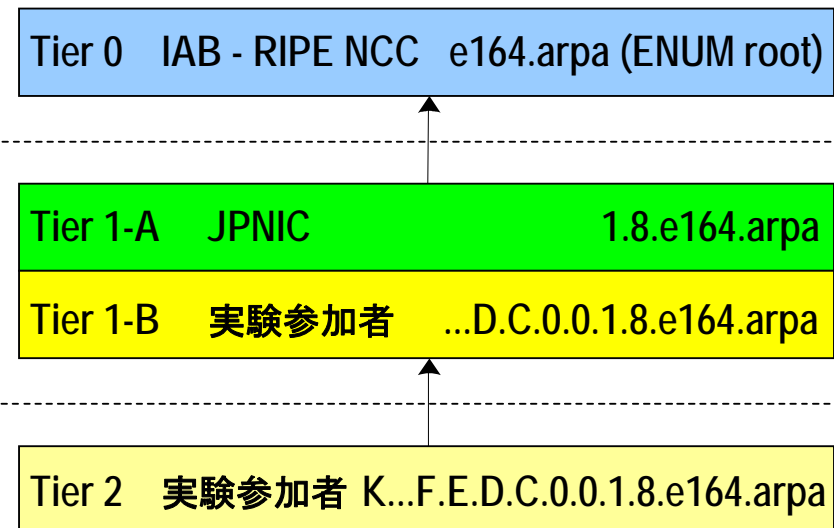 Tier 0 IAB - RIPE NCC e164.arpa (ENUM root)
Tier 1-A JPNIC 1.8.e164.arpa
Tier 1-B 実験参加者 ...D.C.0.0.1.8.e164.arpa
Tier 2 実験参加者 K...F.E.D.C.0.0.1.8.e164.arpa